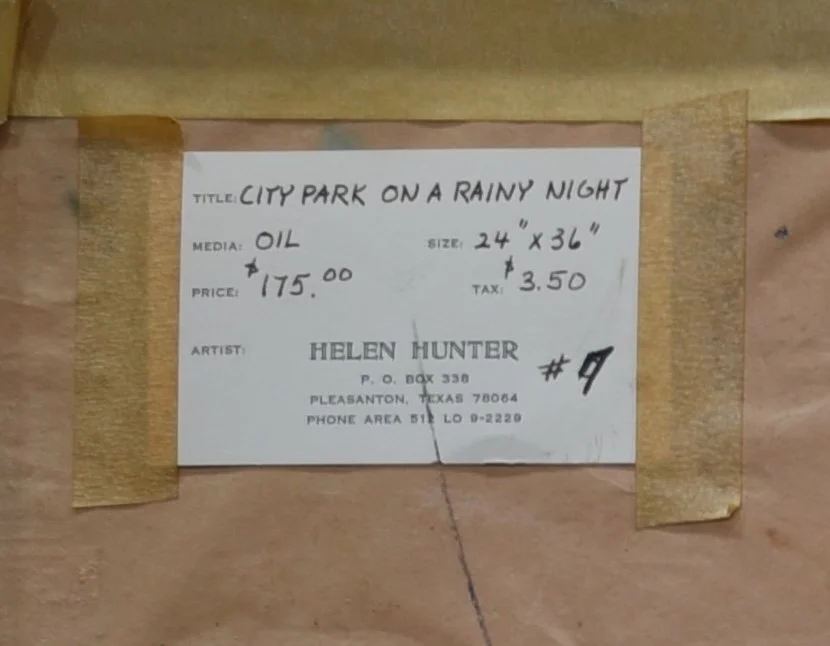 TITLE: CITY PARK ON A RAINY NIGHT
MEDIA: OIL SIZE: 24" X 36"
PRICE: $175.00 TAX: $3.50
ARTIST: HELEN HUNTER #7
P. O. BOX 338
PLEASANTON, TEXAS 78064
PHONE AREA 512 LO 9-2229